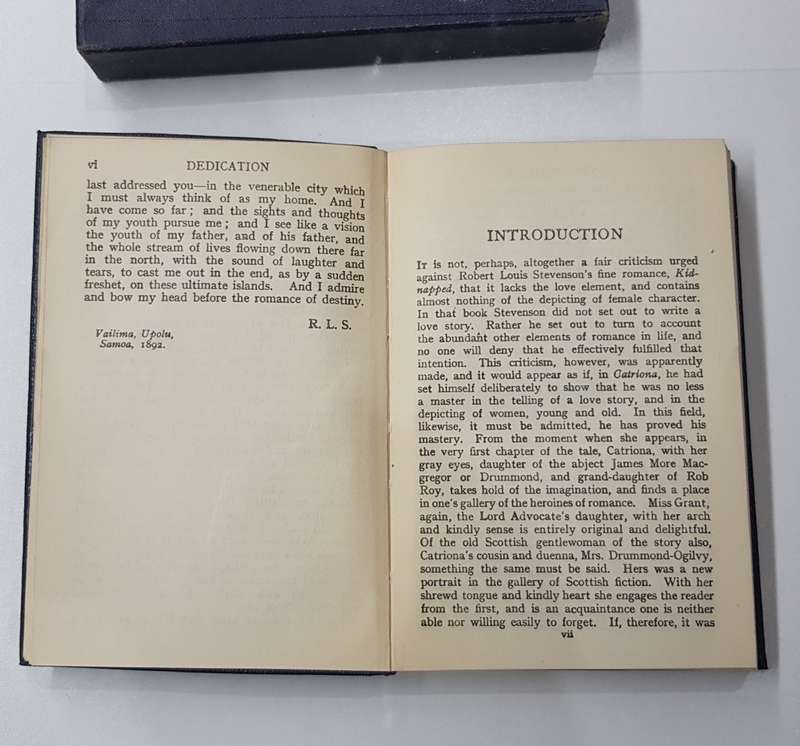 vi
DEDICATION
last addressed you—in the venerable city which
I must always think of as my home. And I
have come so far; and the sights and thoughts
of my youth pursue me; and I see like a vision
the youth of my father, and of his father, and
the whole stream of lives flowing down there far
in the north, with the sound of laughter and
tears, to cast me out in the end, as by a sudden
freshet, on these ultimate islands. And I admire
and bow my head before the romance of destiny.
R. L. S.
Vailima, Upolu,
Samoa, 1892.
INTRODUCTION
It is not, perhaps, altogether a fair criticism urged
against Robert Louis Stevenson's fine romance, Kid-
napped, that it lacks the love element, and contains
almost nothing of the depicting of female character.
In that book Stevenson did not set out to write a
love story. Rather he set out to turn to account
the abundant other elements of romance in life, and
no one will deny that he effectively fulfilled that
intention. This criticism, however, was apparently
made, and it would appear as if, in Catriona, he had
set himself deliberately to show that he was no less
a master in the telling of a love story, and in the
depicting of women, young and old. In this field,
likewise, it must be admitted, he has proved his
mastery. From the moment when she appears, in
the very first chapter of the tale, Catriona, with her
gray eyes, daughter of the abject James More Mac-
gregor or Drummond, and grand-daughter of Rob
Roy, takes hold of the imagination, and finds a place
in one's gallery of the heroines of romance. Miss Grant,
again, the Lord Advocate's daughter, with her arch
and kindly sense is entirely original and delightful.
Of the old Scottish gentlewoman of the story also,
Catriona's cousin and duenna, Mrs. Drummond-Ogilvy,
something the same must be said. Hers was a new
portrait in the gallery of Scottish fiction. With her
shrewd tongue and kindly heart she engages the reader
from the first, and is an acquaintance one is neither
able nor willing easily to forget. If, therefore, it was
vii